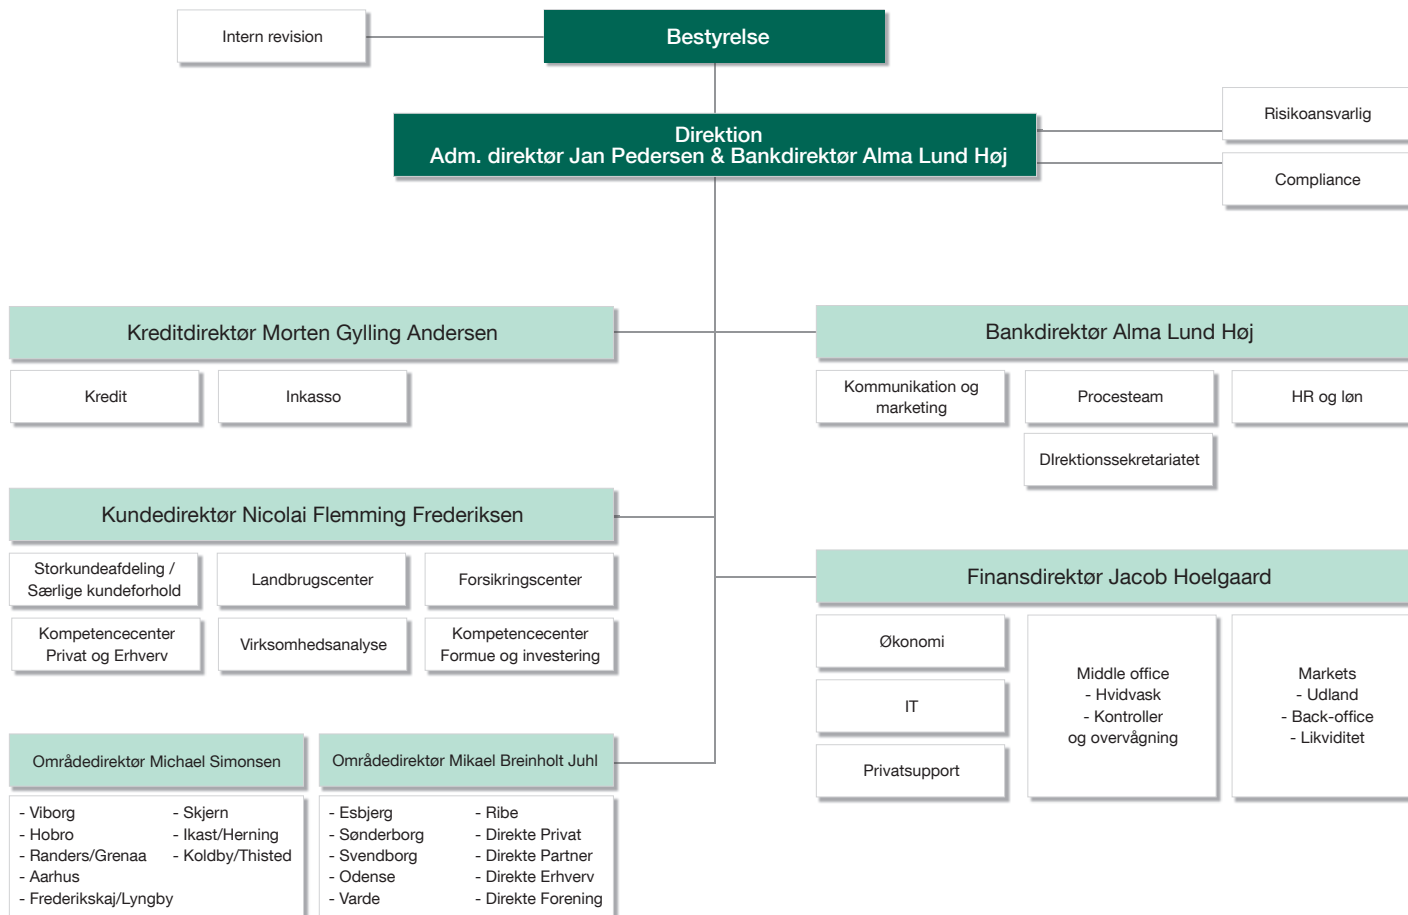 Intern revision
Bestyrelse
Direktion
Adm. direktør Jan Pedersen & Bankdirektør Alma Lund Høj
Risikoansvarlig
Compliance
Kreditdirektør Morten Gylling Andersen
Kredit
Inkasso
Bankdirektør Alma Lund Høj
Kommunikation og
marketing
Procesteam
HR og løn
DIrektionssekretariatet
Kundedirektør Nicolai Flemming Frederiksen
Storkundeafdeling /
Særlige kundeforhold
Landbrugscenter
Forsikringscenter
Kompetencecenter
Privat og Erhverv
Virksomhedsanalyse
Kompetencecenter
Formue og investering
Finansdirektør Jacob Hoelgaard
Økonomi
IT
Privatsupport
Middle office
- Hvidvask
- Kontroller
og overvågning
Markets
- Udland
- Back-office
- Likviditet
Områdedirektør Michael Simonsen
- Viborg
- Hobro
- Randers/Grenaa
- Aarhus
- Frederikskaj/Lyngby
- Skjern
- Ikast/Herning
- Koldby/Thisted
Områdedirektør Mikael Breinholt Juhl
- Esbjerg
- Sønderborg
- Svendborg
- Odense
- Varde
- Ribe
- Direkte Privat
- Direkte Partner
- Direkte Erhverv
- Direkte Forening